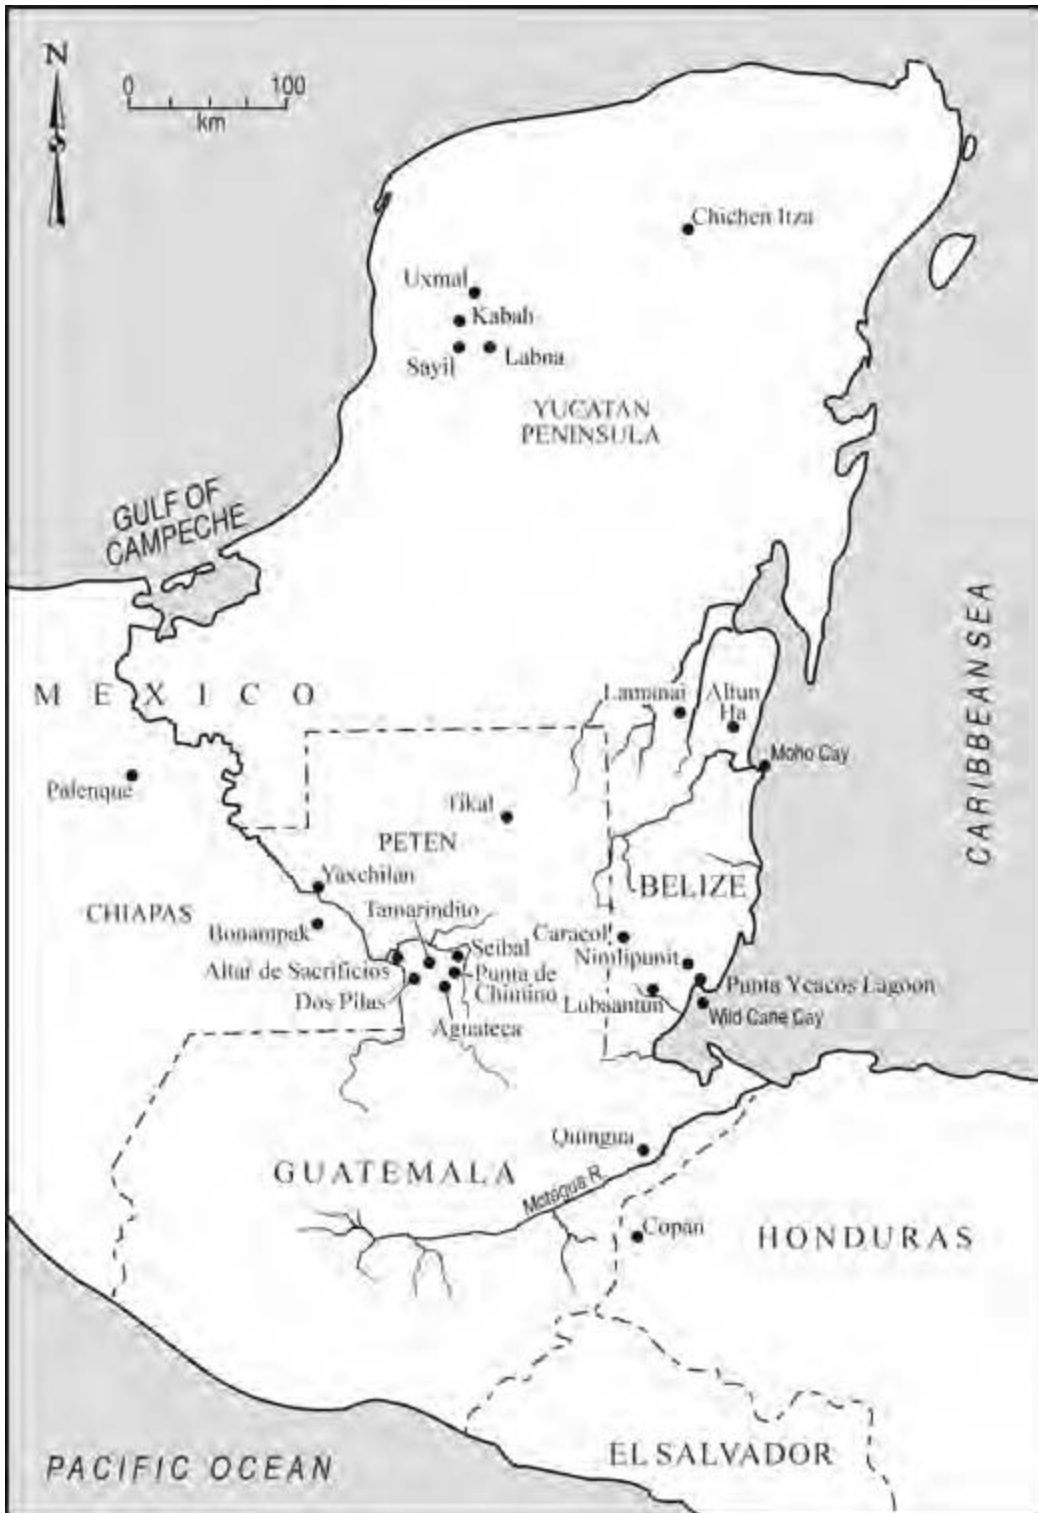 N
0 100
km
Chichen Itza
Uxmal
Kabah
Sayil
Labna
YUCATAN
PENINSULA
GULF OF
CAMPECHE
CARIBBEAN SEA
MEXICO
Lamanai
Altun
Ha
Moho Cay
Palenque
Tikal
PETEN
BELIZE
Yaxchilan
CHIAPAS
Tamarindito
Bonampak
Caracol
Seibal
Nimlipunit
Altar de Sacrificios
Punta de
Chimino
Punta Ycacos Lagoon
Dos Pilas
Lubaantun
Wild Cane Cay
Aguateca
Quirigua
GUATEMALA
Motagua R.
Copan
HONDURAS
EL SALVADOR
PACIFIC OCEAN